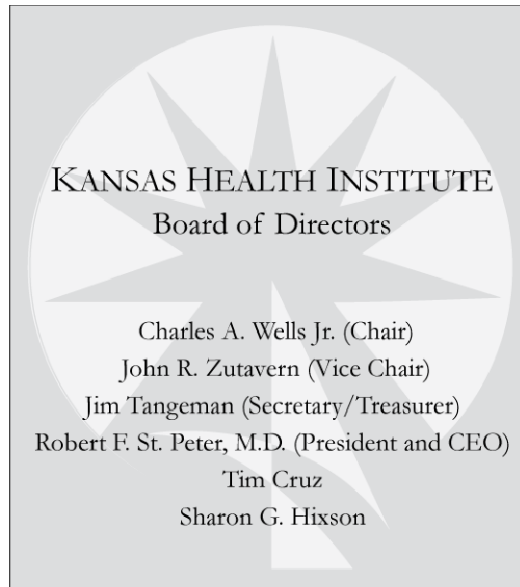 KANSAS HEALTH INSTITUTE
Board of Directors
Charles A. Wells Jr. (Chair)
John R. Zutavern (Vice Chair)
Jim Tangeman (Secretary/Treasurer)
Robert F. St. Peter, M.D. (President and CEO)
Tim Cruz
Sharon G. Hixson